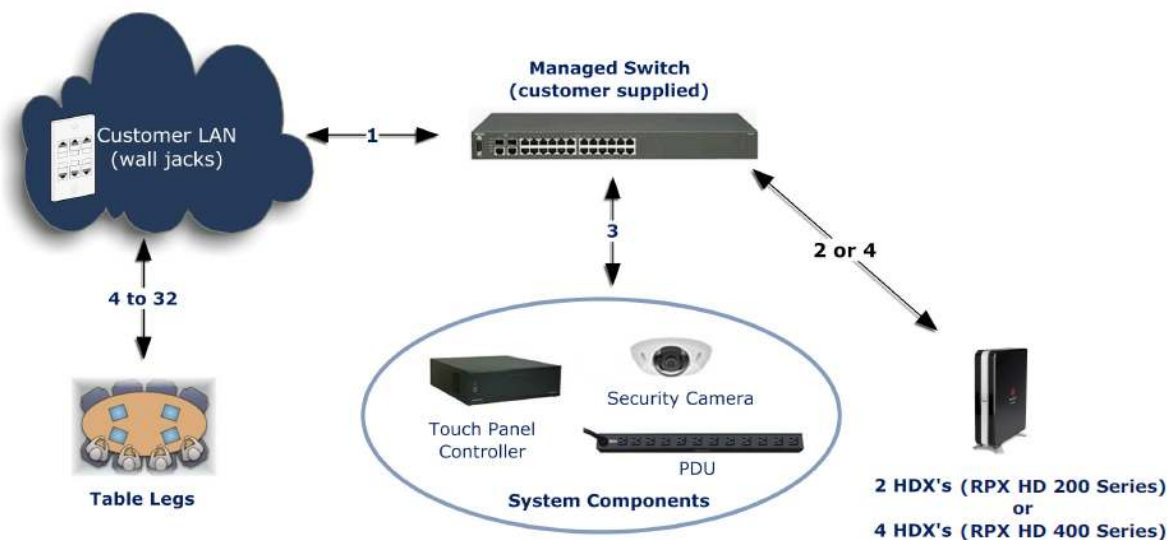 Managed Switch
(customer supplied)
Customer LAN
(wall jacks)
1
3
2 or 4
4 to 32
Security Camera
Touch Panel
Controller
PDU
System Components
Table Legs
2 HDX's (RPX HD 200 Series)
or
4 HDX's (RPX HD 400 Series)